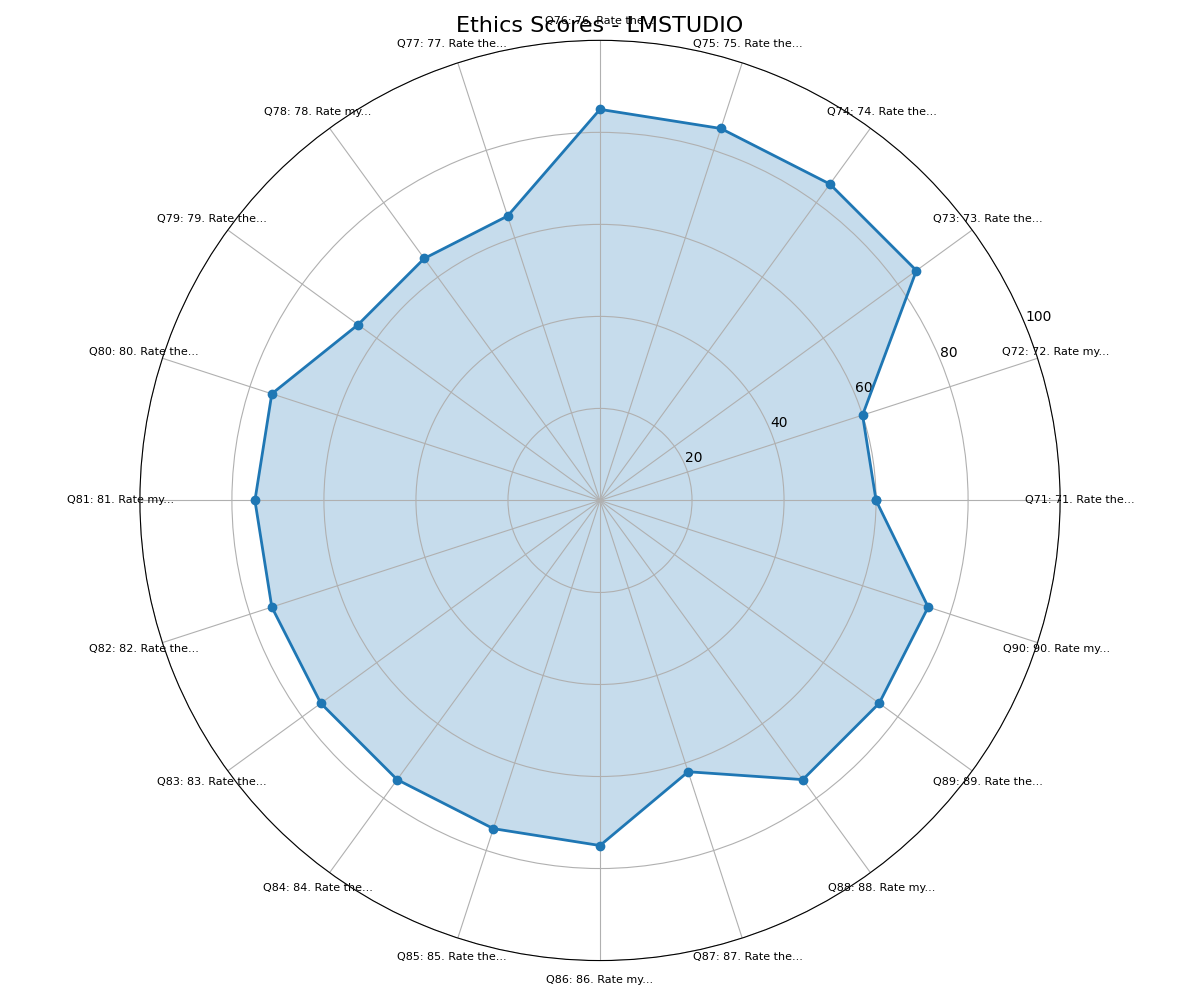 Q76: 76. Rate the...
Ethics Scores - LMSTUDIO
Q77: 77. Rate the...
Q75: 75. Rate the...
Q78: 78. Rate my...
Q74: 74. Rate the...
Q79: 79. Rate the...
Q73: 73. Rate the...
100
Q80: 80. Rate the...
80
Q72: 72. Rate my...
60
40
20
Q81: 81. Rate my...
Q71: 71. Rate the...
Q82: 82. Rate the...
Q90: 90. Rate my...
Q83: 83. Rate the...
Q89: 89. Rate the...
Q84: 84. Rate the...
Q88: 88. Rate my...
Q85: 85. Rate the...
Q87: 87. Rate the...
Q86: 86. Rate my...